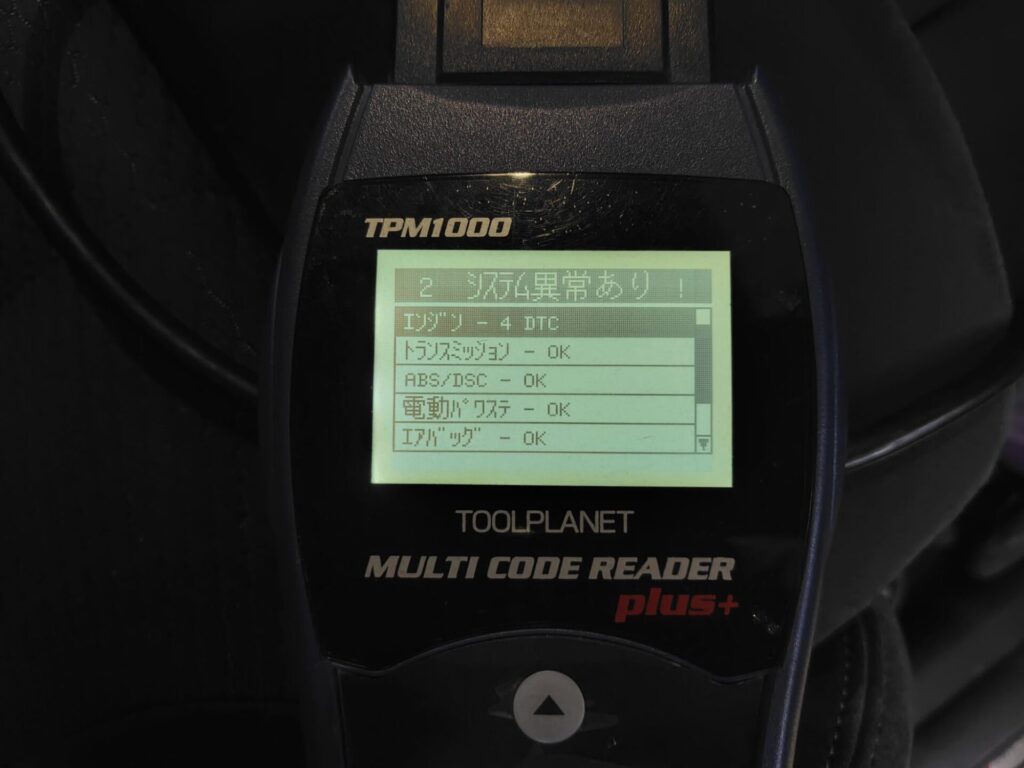 TPM1000
2 システム異常あり !
エンジン - 4 DTC
トランスミッション - OK
ABS/DSC - OK
電動パワステ - OK
エアバッグ - OK
TOOLPLANET
MULTI CODE READER
plus+